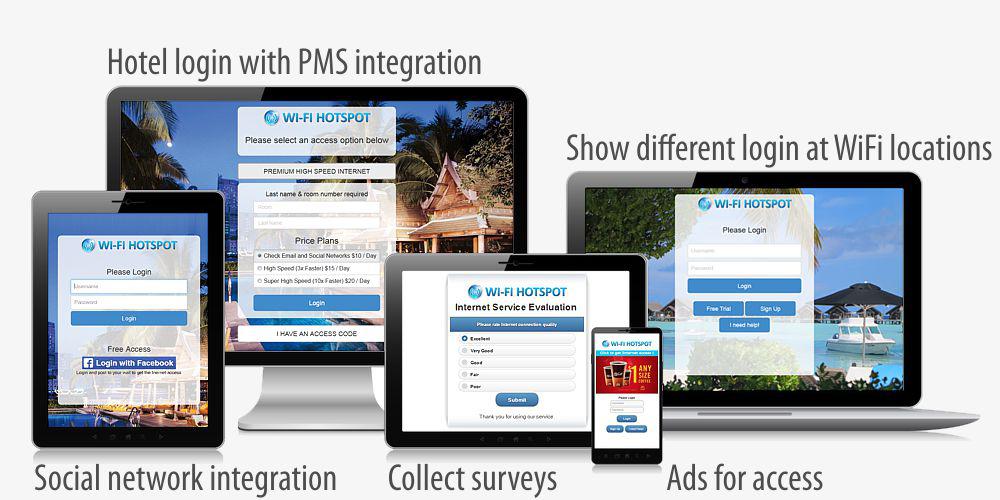 Hotel login with PMS integration
WI-FI HOTSPOT
Please select an access option below
PREMIUM HIGH SPEED INTERNET
Last name & room number required
Room
Last name
Price Plans
Check Email and Social Networks $10 / Day
High Speed (3x Faster) $15 / Day
Super High Speed (10x Faster) $20 / Day
Login
I HAVE AN ACCESS CODE
Show different login at WiFi locations
WI-FI HOTSPOT
Please Login
Username
Password
Login
Free Trial
Sign Up
I need help!
WI-FI HOTSPOT
Please Login
Username
Password
Login
Free Access
Login with Facebook
Login and post to your wall to get the Internet access
Social network integration
WI-FI HOTSPOT
Internet Service Evaluation
Please rate Internet connection quality
Excellent
Very Good
Good
Fair
Poor
Submit
Thank you for using our service
Collect surveys
WI-FI HOTSPOT
Click to get Internet access !
$1 ANY
SIZE
COFFEE
Please Login
Username
Password
Login
Sign Up
I need help!
Ads for access